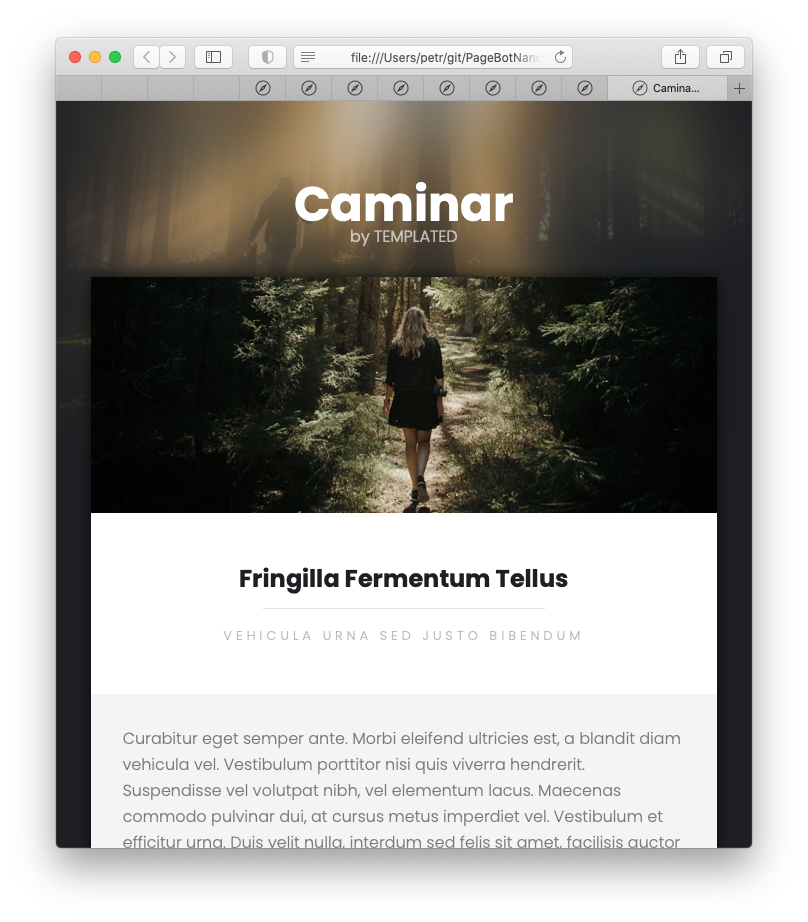 file:///Users/petr/git/PageBotNano
Camina...
Caminar
by TEMPLATED
Fringilla Fermentum Tellus
VEHICULA URNA SED JUSTO BIBENDUM
Curabitur eget semper ante. Morbi eleifend ultricies est, a blandit diam
vehicula vel. Vestibulum porttitor nisi quis viverra hendrerit.
Suspendisse vel volutpat nibh, vel elementum lacus. Maecenas
commodo pulvinar dui, at cursus metus imperdiet vel. Vestibulum et
efficitur urna. Duis velit nulla, interdum sed felis sit amet, facilisis auctor